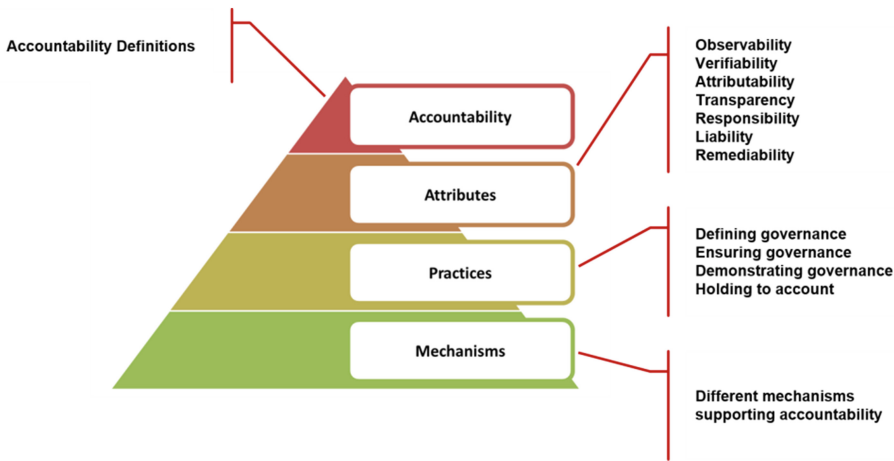 Accountability Definitions
Accountability
Attributes
Practices
Mechanisms
Observability
Verifiability
Attributability
Transparency
Responsibility
Liability
Remediability
Defining governance
Ensuring governance
Demonstrating governance
Holding to account
Different mechanisms
supporting accountability